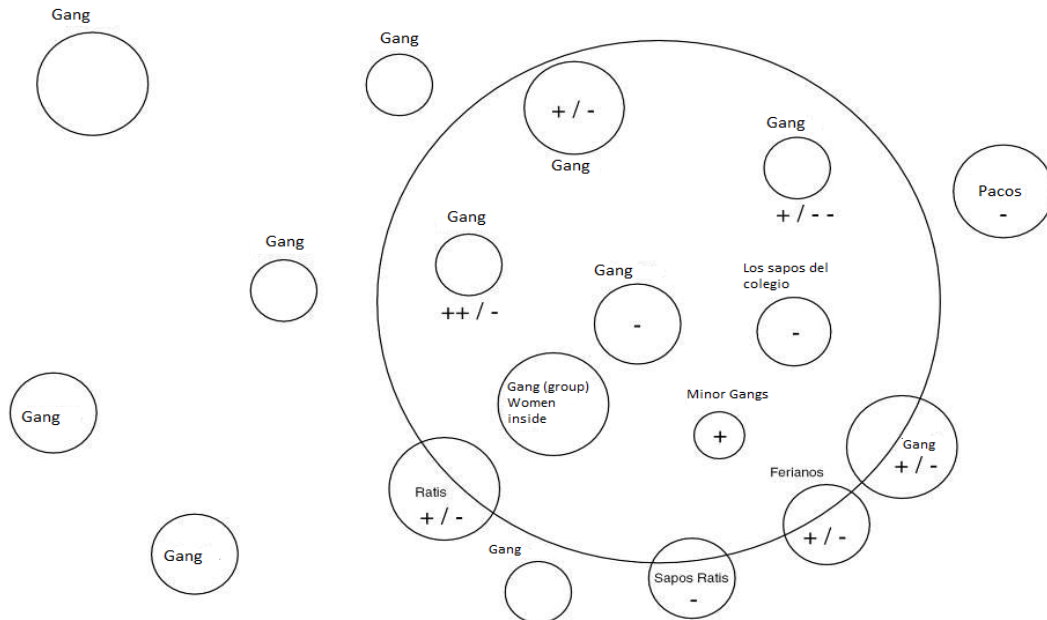 Gang
Gang
+ / -
Gang
Gang
+ / - -
Pacos
-
Gang
++ / -
Gang
Gang
-
Los sapos del
colegio
-
Gang (group)
Women
inside
Minor Gangs
+
Gang
Gang
+ / -
Ratis
+ / -
Ferianos
+ / -
Gang
Gang
Sapos Ratis
-